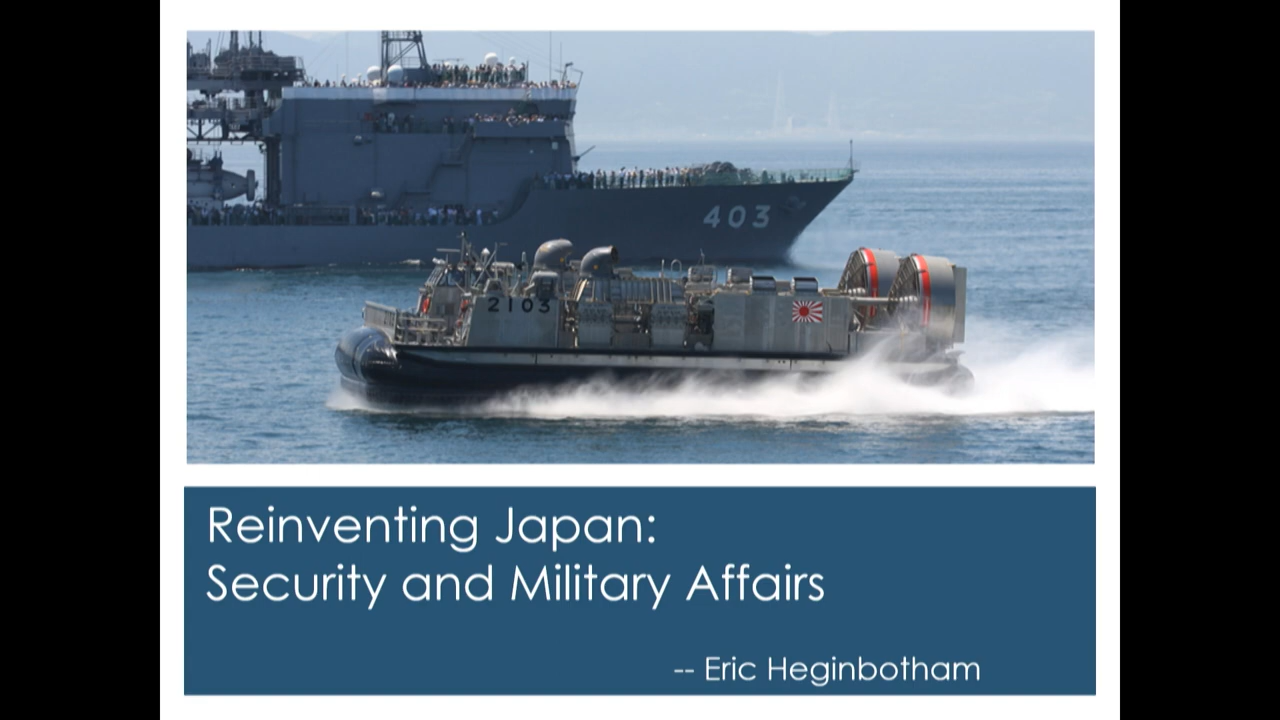 403
2103
Reinventing Japan:
Security and Military Affairs
-- Eric Heginbotham